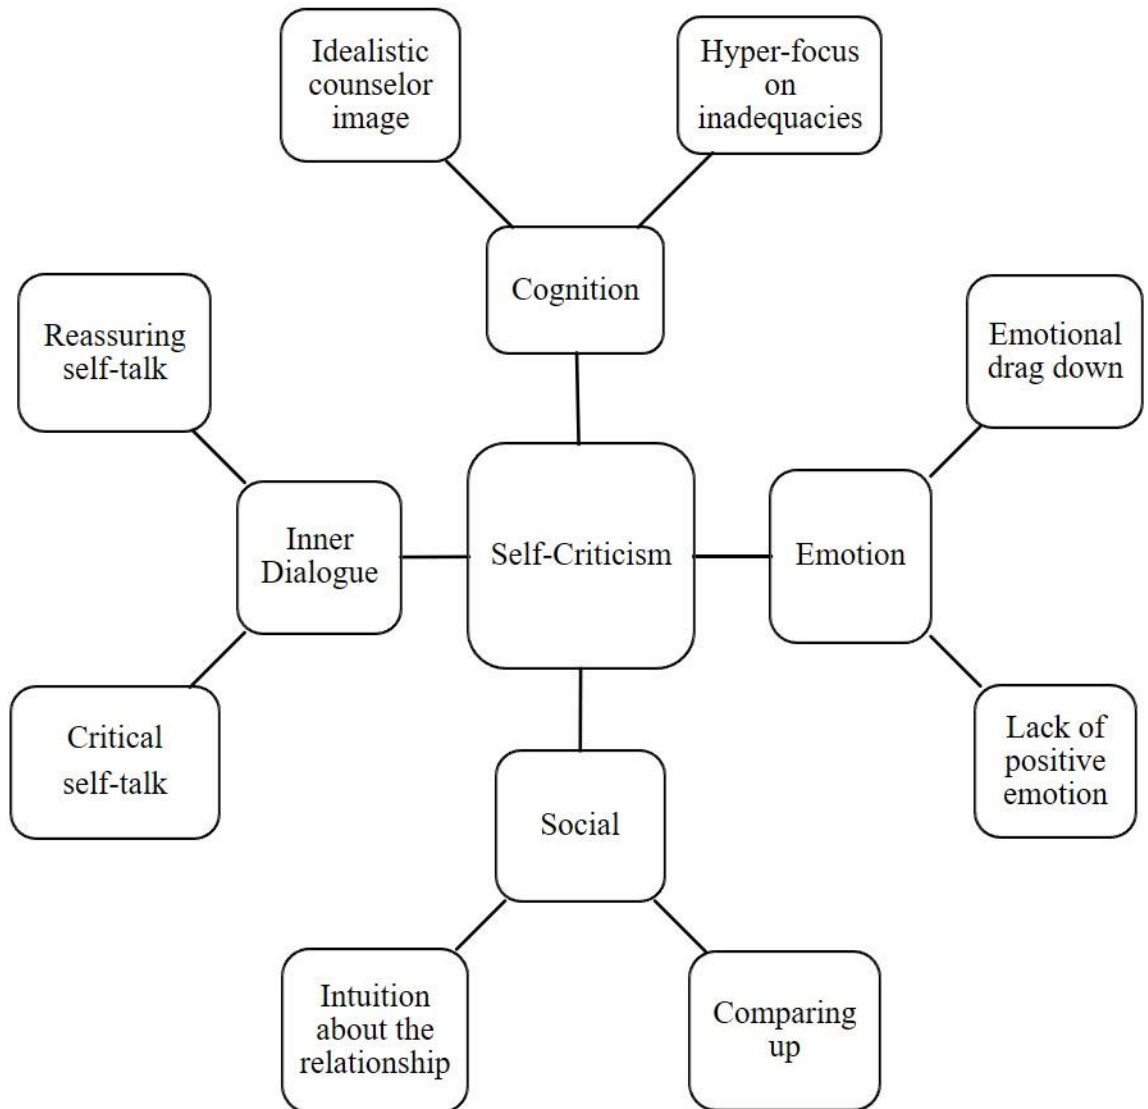 Idealistic
counselor
image
Hyper-focus
on
inadequacies
Cognition
Reassuring
self-talk
Emotional
drag down
Inner
Dialogue
Self-Criticism
Emotion
Critical
self-talk
Lack of
positive
emotion
Social
Intuition
about the
relationship
Comparing
up